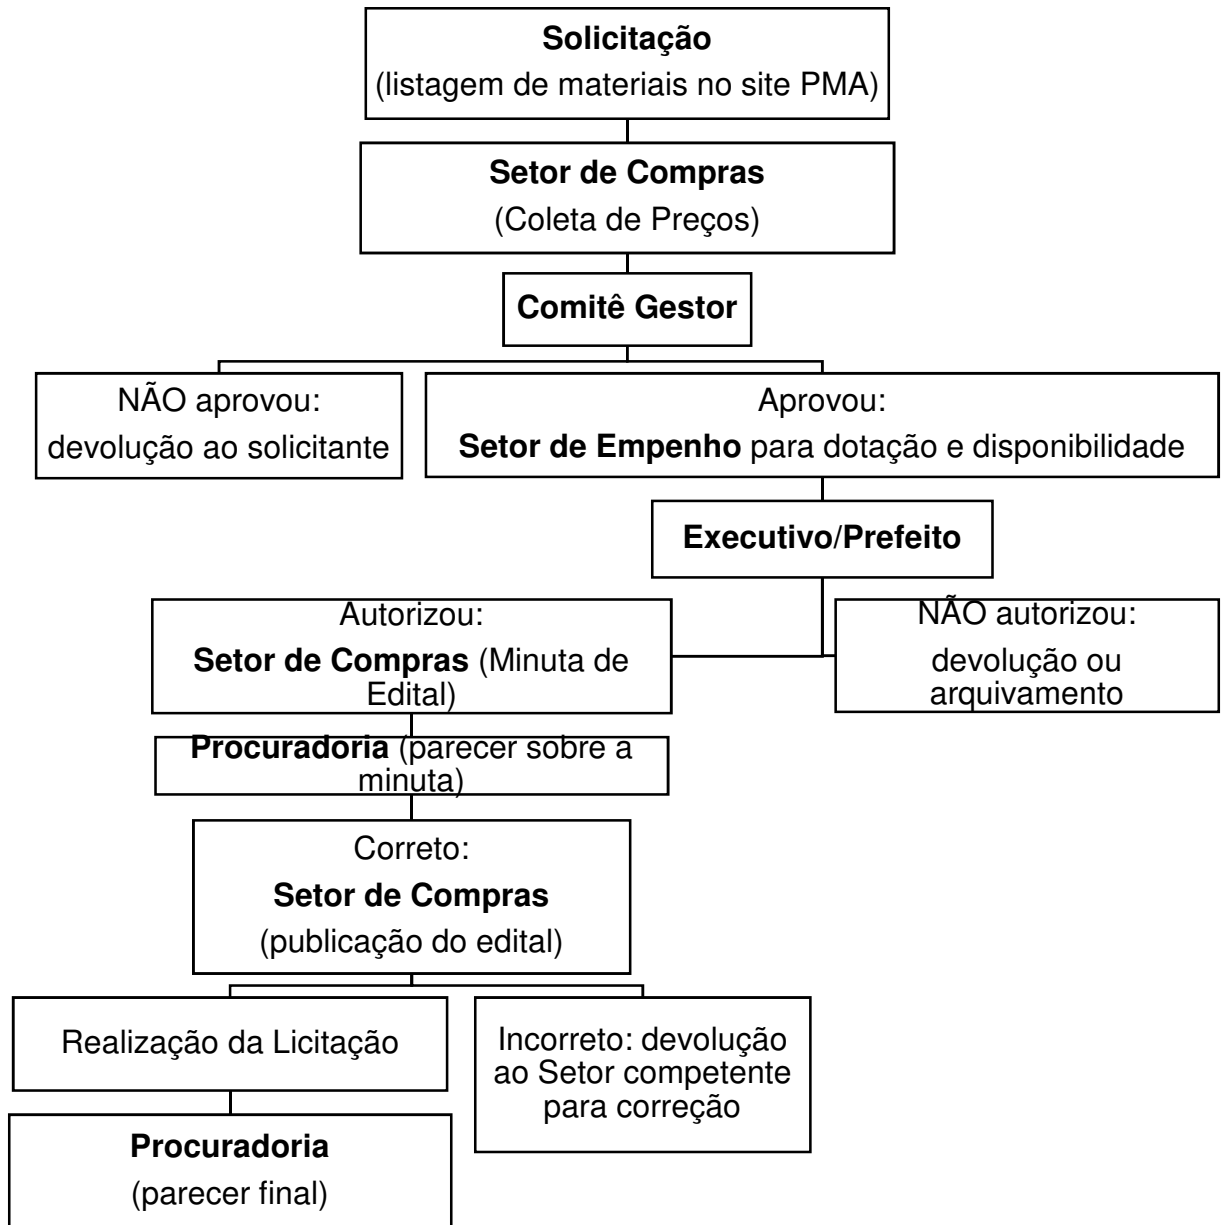 Solicitação
(listagem de materiais no site PMA)
Setor de Compras
(Coleta de Preços)
Comitê Gestor
NÃO aprovou:
devolução ao solicitante
Aprovou:
Setor de Empenho para dotação e disponibilidade
Executivo/Prefeito
Autorizou:
Setor de Compras (Minuta de
Edital)
NÃO autorizou:
devolução ou
arquivamento
Procuradoria (parecer sobre a
minuta)
Correto:
Setor de Compras
(publicação do edital)
Realização da Licitação
Incorreto: devolução
ao Setor competente
para correção
Procuradoria
(parecer final)